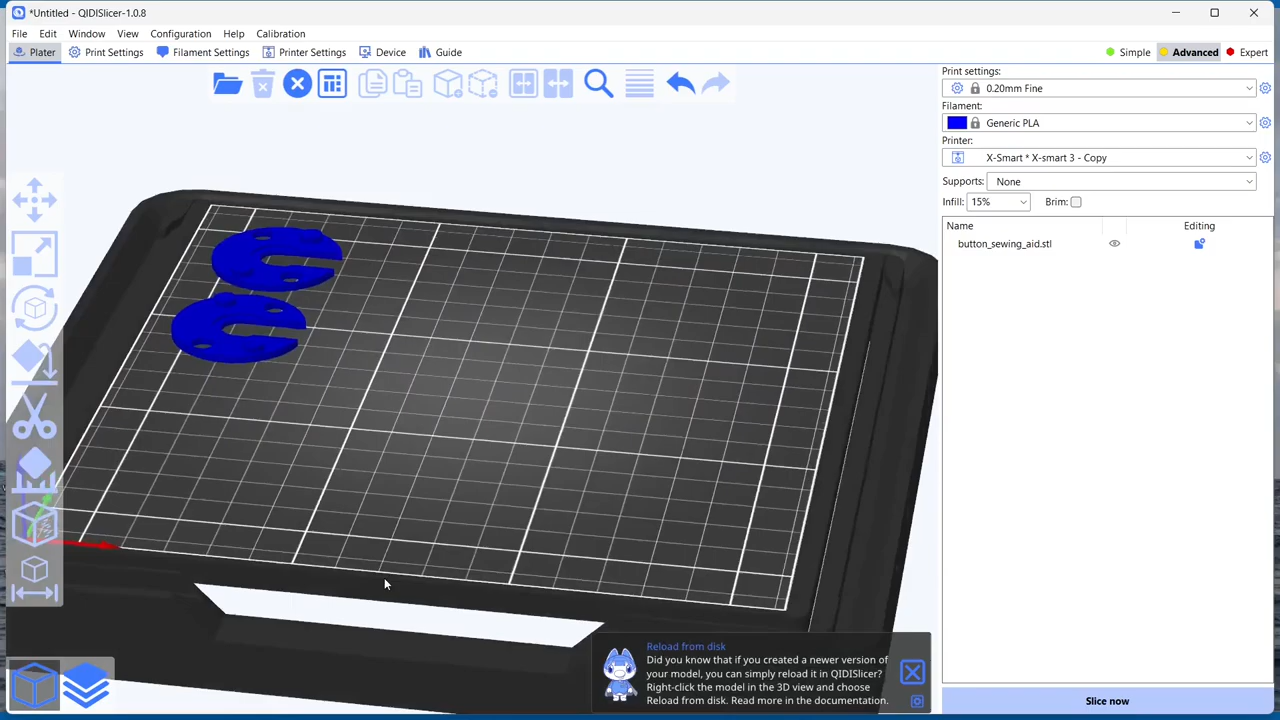 *Untitled - QIDISlicer-1.0.8
File Edit Window View Configuration Help Calibration
Plater Print Settings Filament Settings Printer Settings Device Guide Simple Advanced Expert
Print settings:
0.20mm Fine
Filament:
Generic PLA
Printer:
X-Smart * X-smart 3 - Copy
Supports: None
Infill: 15% Brim:
Name Editing
button_sewing_aid.stl
Reload from disk
Did you know that if you created a newer version of
your model, you can simply reload it in QIDISlicer?
Right-click the model in the 3D view and choose
Reload from disk. Read more in the documentation.
Slice now